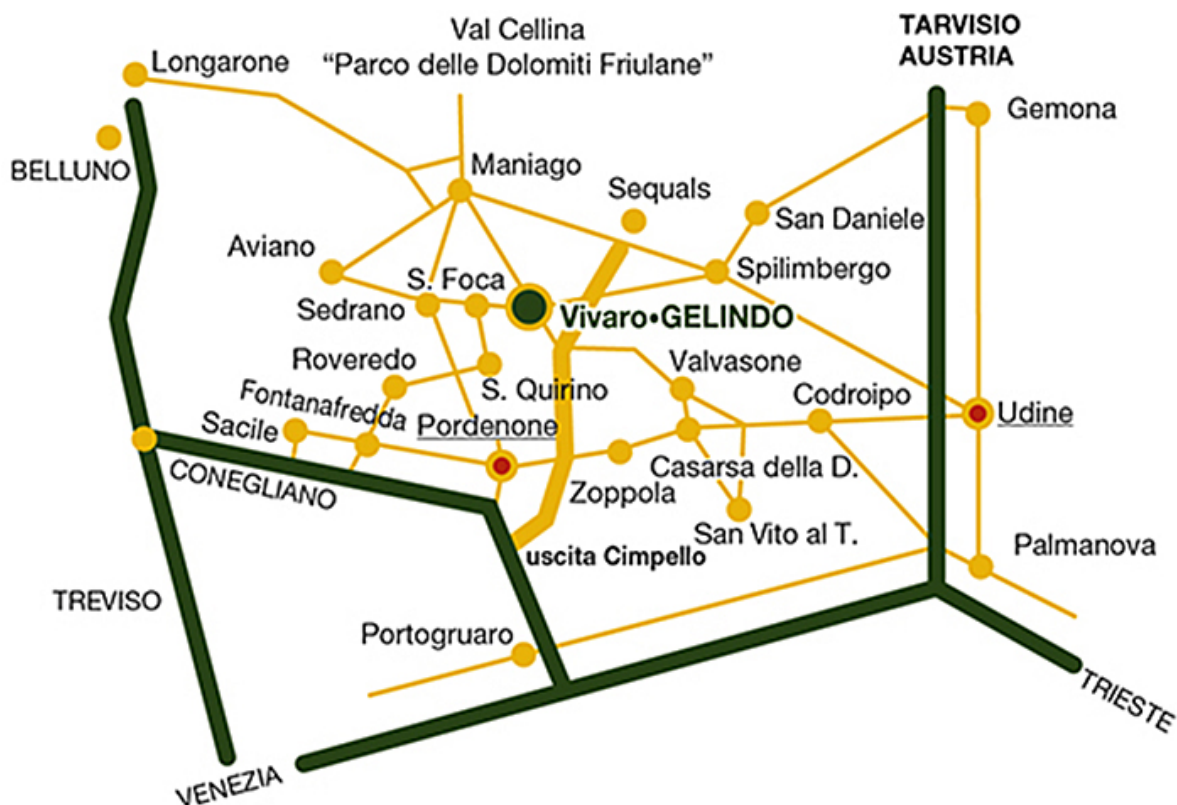 TARVISIO
AUSTRIA
Val Cellina
“Parco delle Dolomiti Friulane”
Longarone
Gemona
BELLUNO
Maniago
Sequals
San Daniele
Aviano
S. Foca
Spilimbergo
Sedrano
Vivaro•GELINDO
Roveredo
S. Quirino
Valvasone
Codroipo
Fontanafredda
Sacile
Pordenone
Udine
CONEGLIANO
Zoppola
Casarsa della D.
San Vito al T.
uscita Cimpello
Palmanova
TREVISO
Portogruaro
TRIESTE
VENEZIA